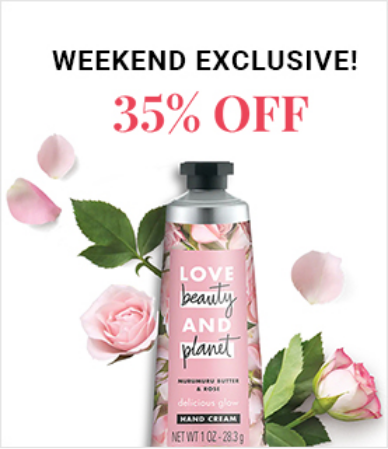 WEEKEND EXCLUSIVE!
35% OFF
LOVE
beauty
AND
planet
MURUMURU BUTTER
& ROSE
delicious glow
HAND CREAM
NET WT 1 OZ - 28.3 g